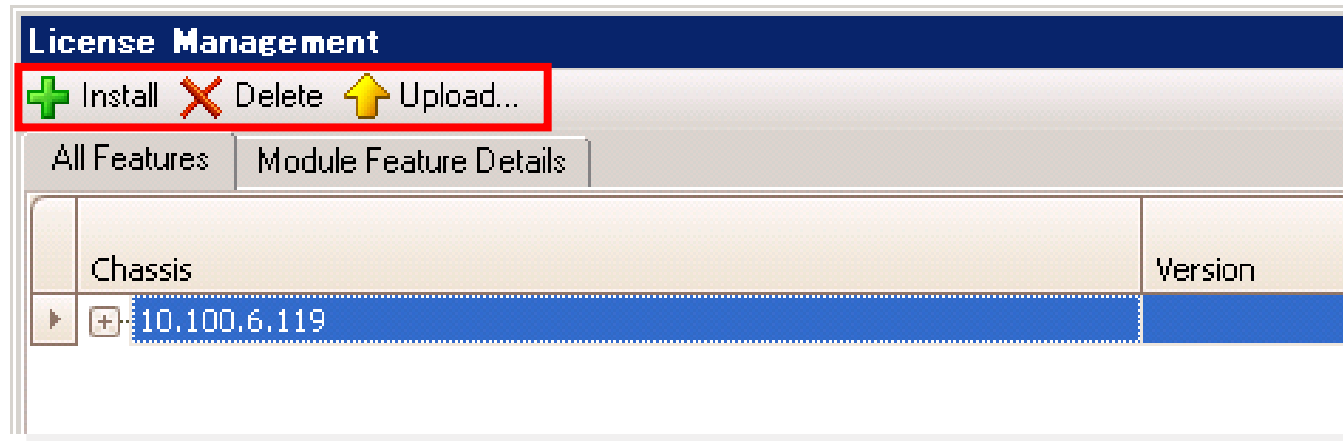 License Management
Install Delete Upload...
All Features Module Feature Details
Chassis Version
10.100.6.119